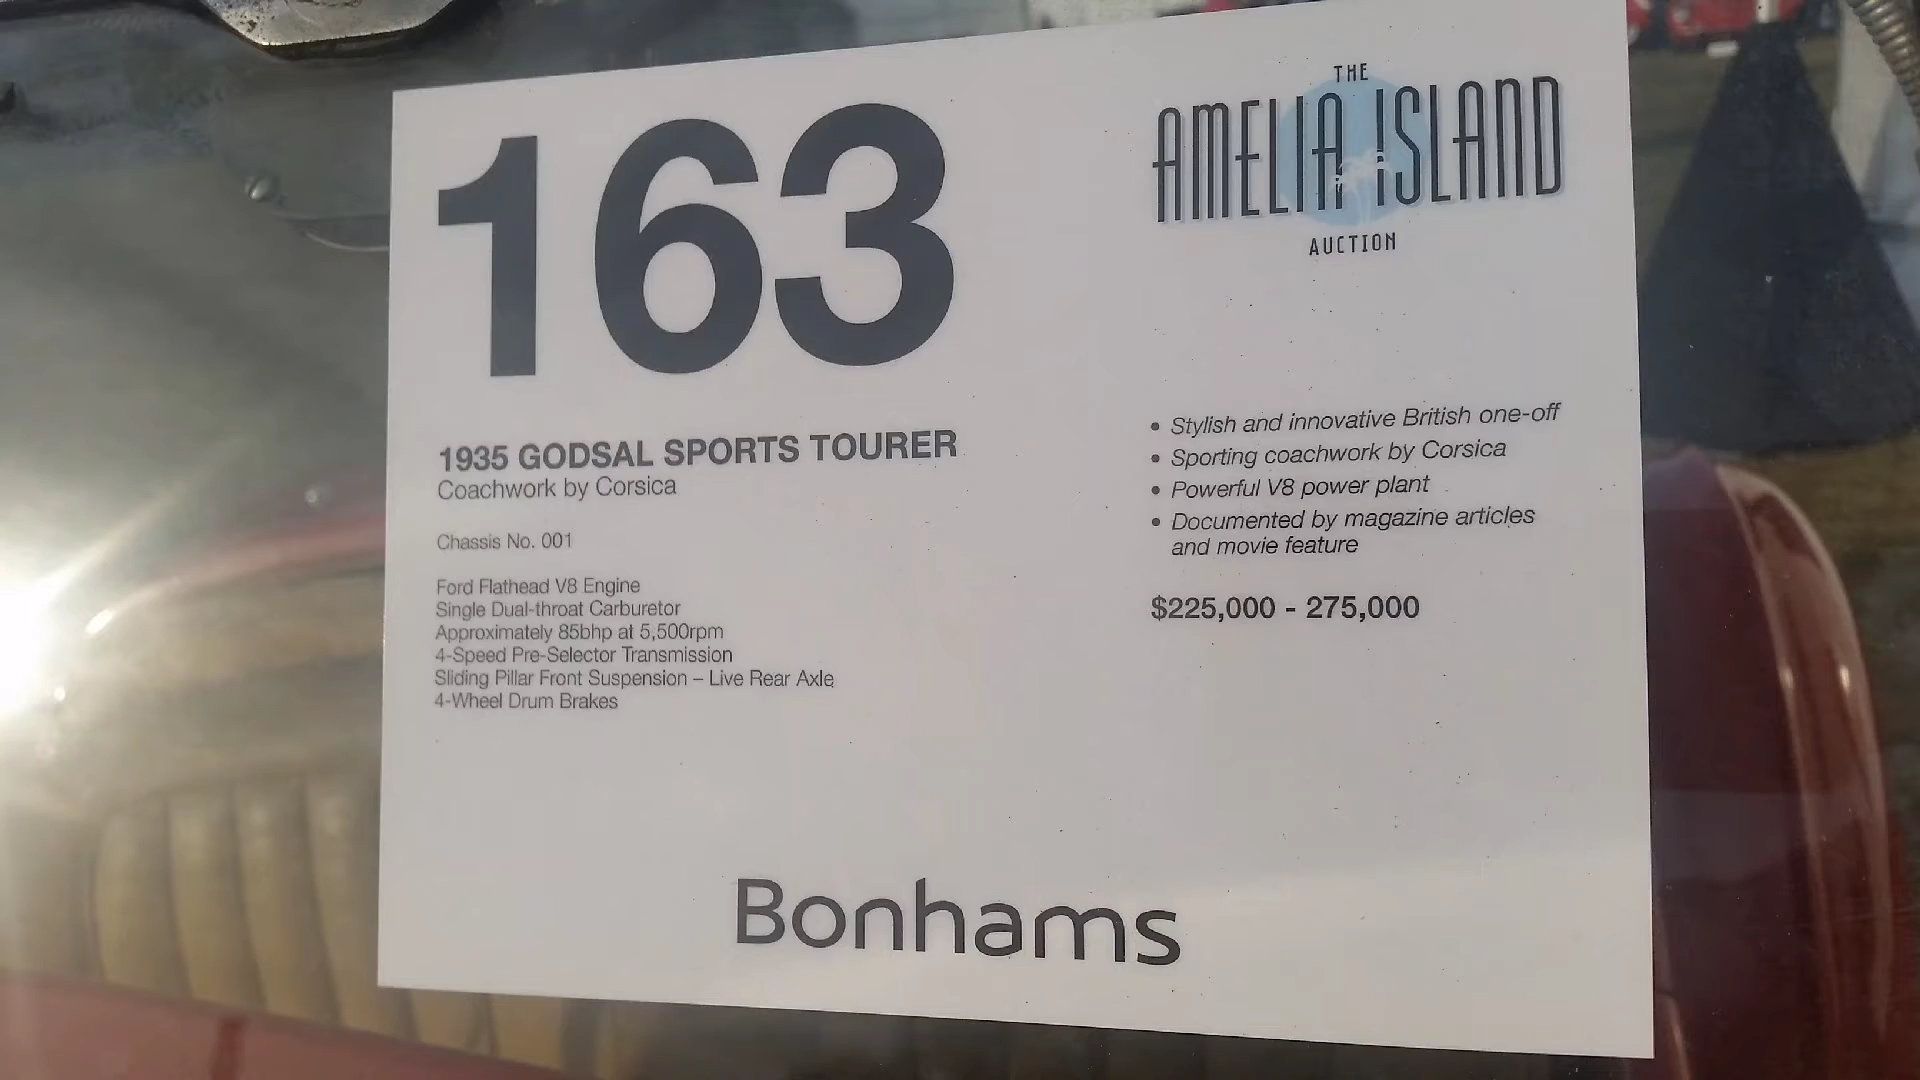 163
THE
AMELIA ISLAND
AUCTION
1935 GODSAL SPORTS TOURER
Coachwork by Corsica
Chassis No. 001
Ford Flathead V8 Engine
Single Dual-throat Carburetor
Approximately 85bhp at 5,500rpm
4-Speed Pre-Selector Transmission
Sliding Pillar Front Suspension – Live Rear Axle
4-Wheel Drum Brakes
• Stylish and innovative British one-off
• Sporting coachwork by Corsica
• Powerful V8 power plant
• Documented by magazine articles
and movie feature
$225,000 - 275,000
Bonhams